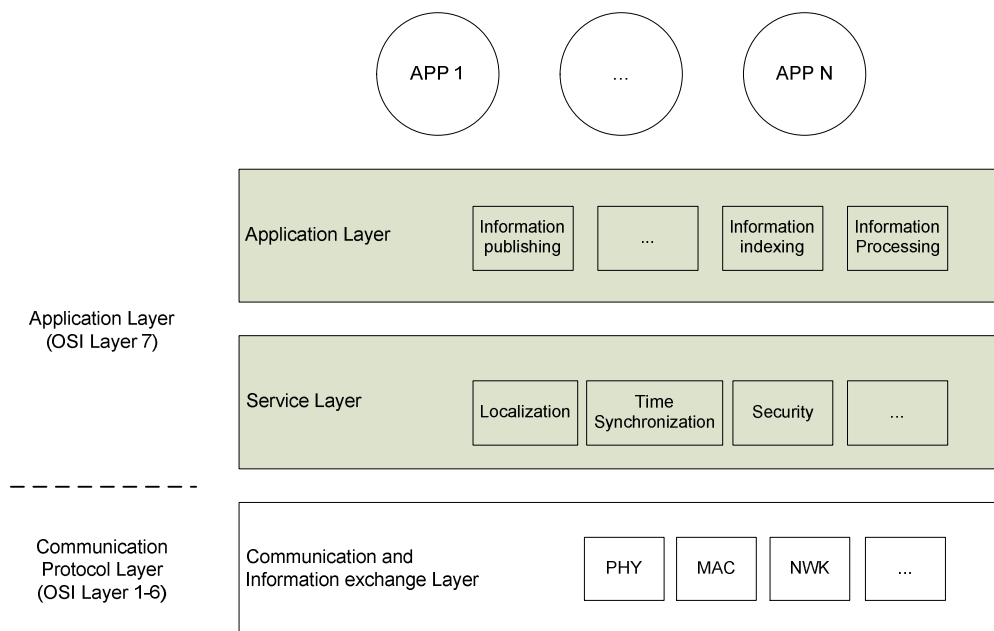 APP 1
...
APP N
Application Layer
Information
publishing
...
Information
indexing
Information
Processing
Application Layer
(OSI Layer 7)
Service Layer
Localization
Time
Synchronization
Security
...
Communication
Protocol Layer
(OSI Layer 1-6)
Communication and
Information exchange Layer
PHY
MAC
NWK
...